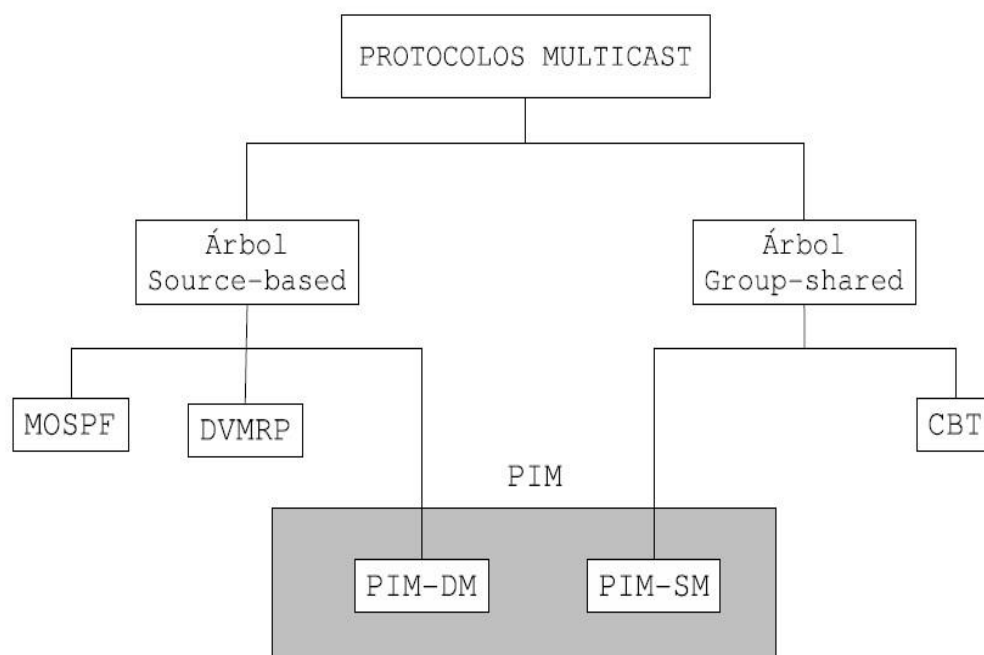 PROTOCOLOS MULTICAST
Árbol
Source-based
Árbol
Group-shared
MOSPF
DVMRP
CBT
PIM
PIM-DM
PIM-SM